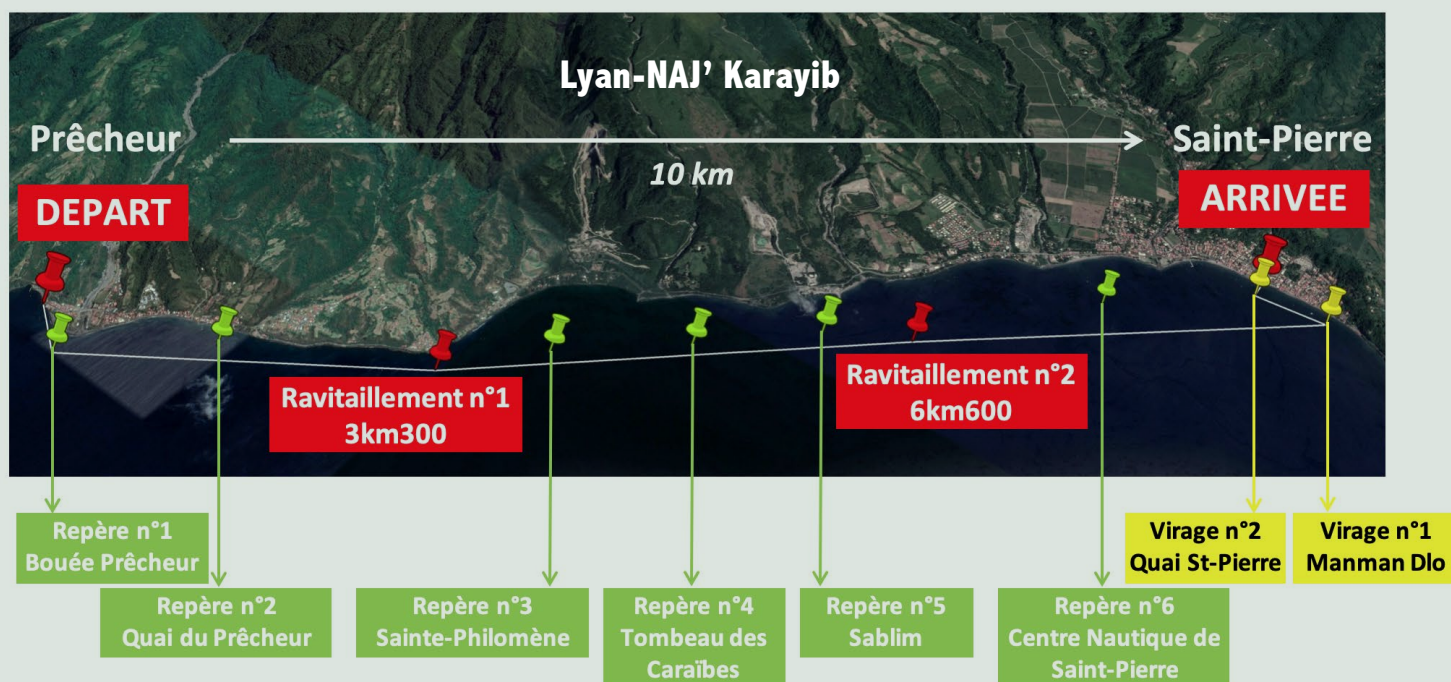 Lyan-NAJ’ Karayib
Prêcheur
Saint-Pierre
10 km
DEPART
ARRIVEE
Ravitaillement n°1
3km300
Ravitaillement n°2
6km600
Repère n°1
Bouée Prêcheur
Virage n°2
Quai St-Pierre
Virage n°1
Manman Dlo
Repère n°2
Quai du Prêcheur
Repère n°3
Sainte-Philomène
Repère n°4
Tombeau des
Caraïbes
Repère n°5
Sablim
Repère n°6
Centre Nautique de
Saint-Pierre